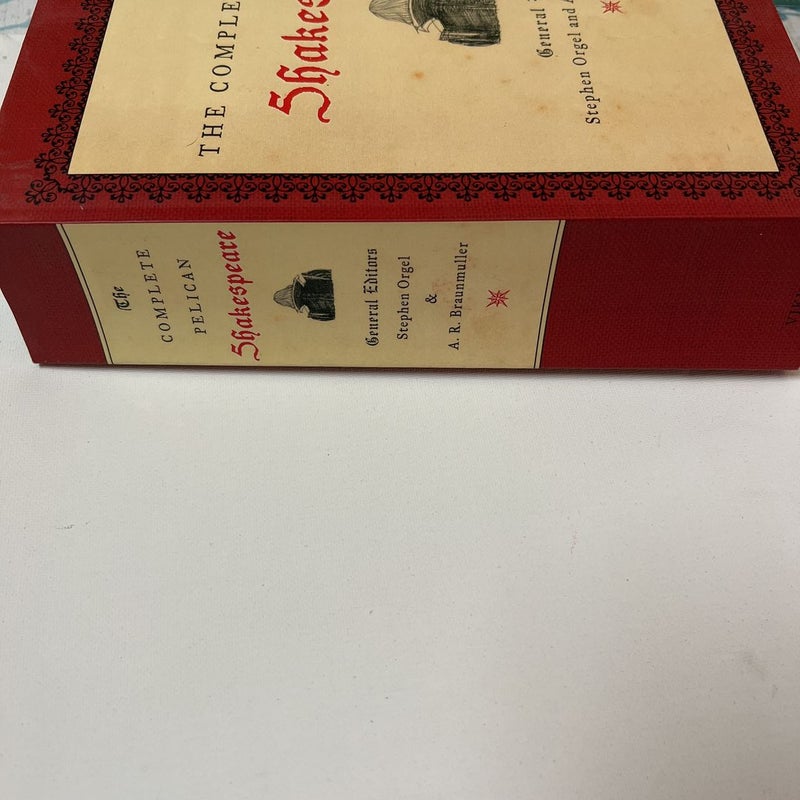 THE COMPLE
Shakes
General
Stephen Orgel and A
The
COMPLETE
PELICAN
Shakespeare
General Editors
Stephen Orgel
&
A. R. Braunmuller